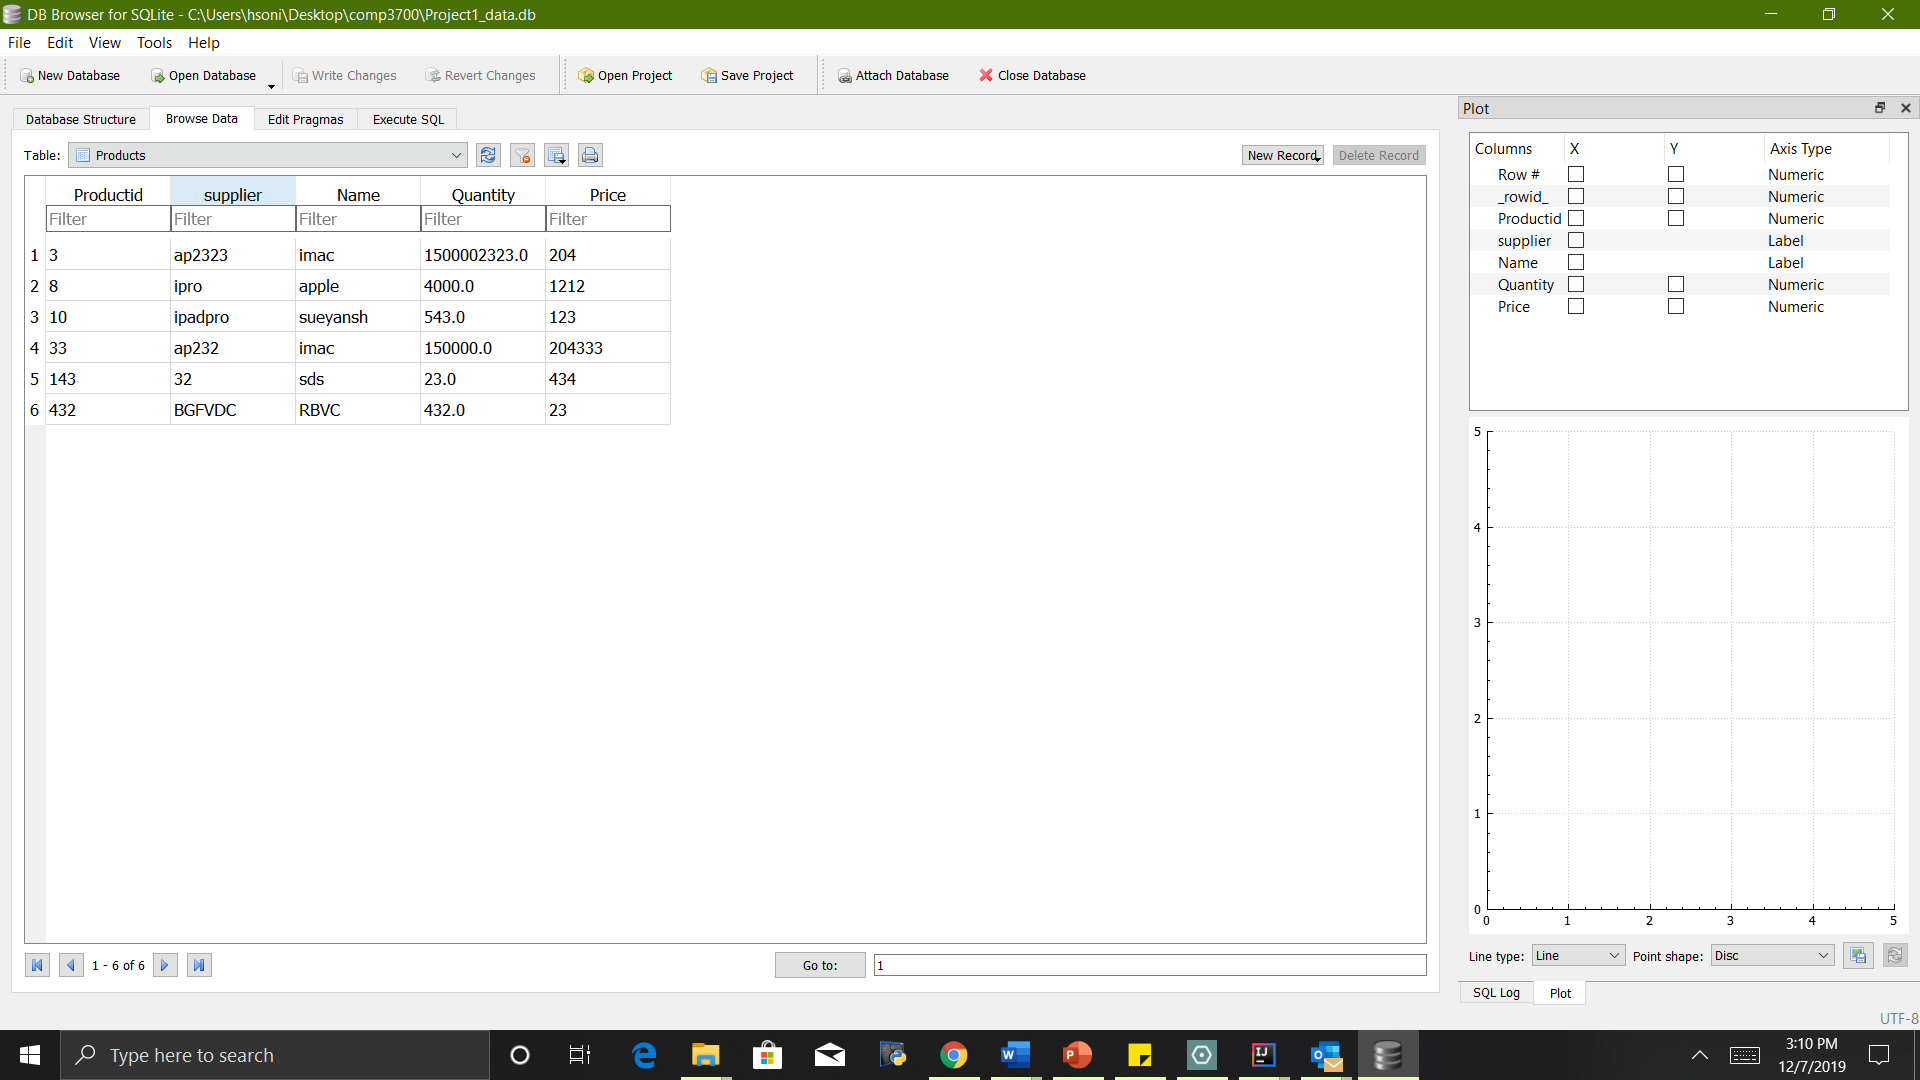 DB Browser for SQLite - C:\Users\hsoni\Desktop\comp3700\Project1_data.db
File Edit View Tools Help
New Database Open Database Write Changes Revert Changes Open Project Save Project Attach Database Close Database
Database Structure Browse Data Edit Pragmas Execute SQL
Table: Products New Record Delete Record
Productid supplier Name Quantity Price
Filter Filter Filter Filter Filter
1 3 ap2323 imac 1500002323.0 204
2 8 ipro apple 4000.0 1212
3 10 ipadpro sueyansh 543.0 123
4 33 ap232 imac 150000.0 204333
5 143 32 sds 23.0 434
6 432 BGFVDC RBVC 432.0 23
1 - 6 of 6 Go to: 1
Plot
Columns X Y Axis Type
Row # Numeric
_rowid_ Numeric
Productid Numeric
supplier Label
Name Label
Quantity Numeric
Price Numeric
5
4
3
2
1
0
0 1 2 3 4 5
Line type: Line Point shape: Disc
SQL Log Plot
UTF-8
Type here to search
3:10 PM
12/7/2019